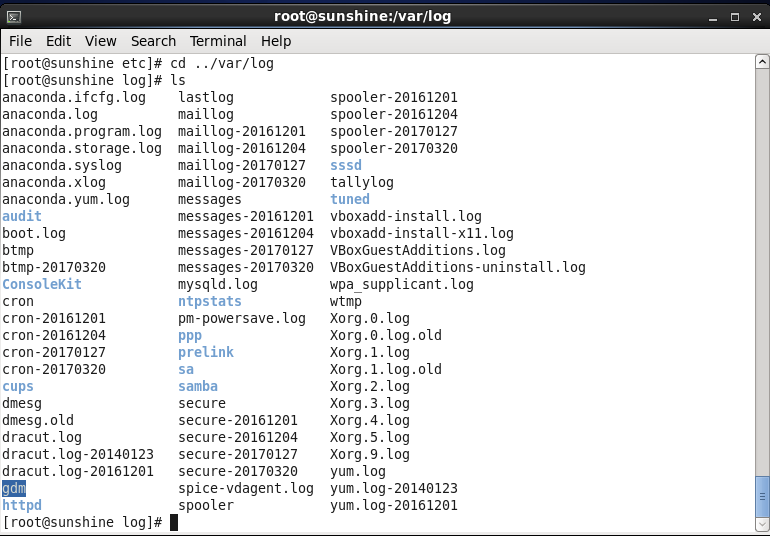 root@sunshine:/var/log
File Edit View Search Terminal Help
[root@sunshine etc]# cd ../var/log
[root@sunshine log]# ls
anaconda.ifcfg.log lastlog spooler-20161201
anaconda.log maillog spooler-20161204
anaconda.program.log maillog-20161201 spooler-20170127
anaconda.storage.log maillog-20161204 spooler-20170320
anaconda.syslog maillog-20170127 sssd
anaconda.xlog maillog-20170320 tallylog
anaconda.yum.log messages tuned
audit messages-20161201 vboxadd-install.log
boot.log messages-20161204 vboxadd-install-x11.log
btmp messages-20170127 VBoxGuestAdditions.log
btmp-20170320 messages-20170320 VBoxGuestAdditions-uninstall.log
ConsoleKit mysqld.log wpa_supplicant.log
cron ntpstats wtmp
cron-20161201 pm-powersave.log Xorg.0.log
cron-20161204 ppp Xorg.0.log.old
cron-20170127 prelink Xorg.1.log
cron-20170320 sa Xorg.1.log.old
cups samba Xorg.2.log
dmesg secure Xorg.3.log
dmesg.old secure-20161201 Xorg.4.log
dracut.log secure-20161204 Xorg.5.log
dracut.log-20140123 secure-20170127 Xorg.9.log
dracut.log-20161201 secure-20170320 yum.log
gdm spice-vdagent.log yum.log-20140123
httpd spooler yum.log-20161201
[root@sunshine log]#